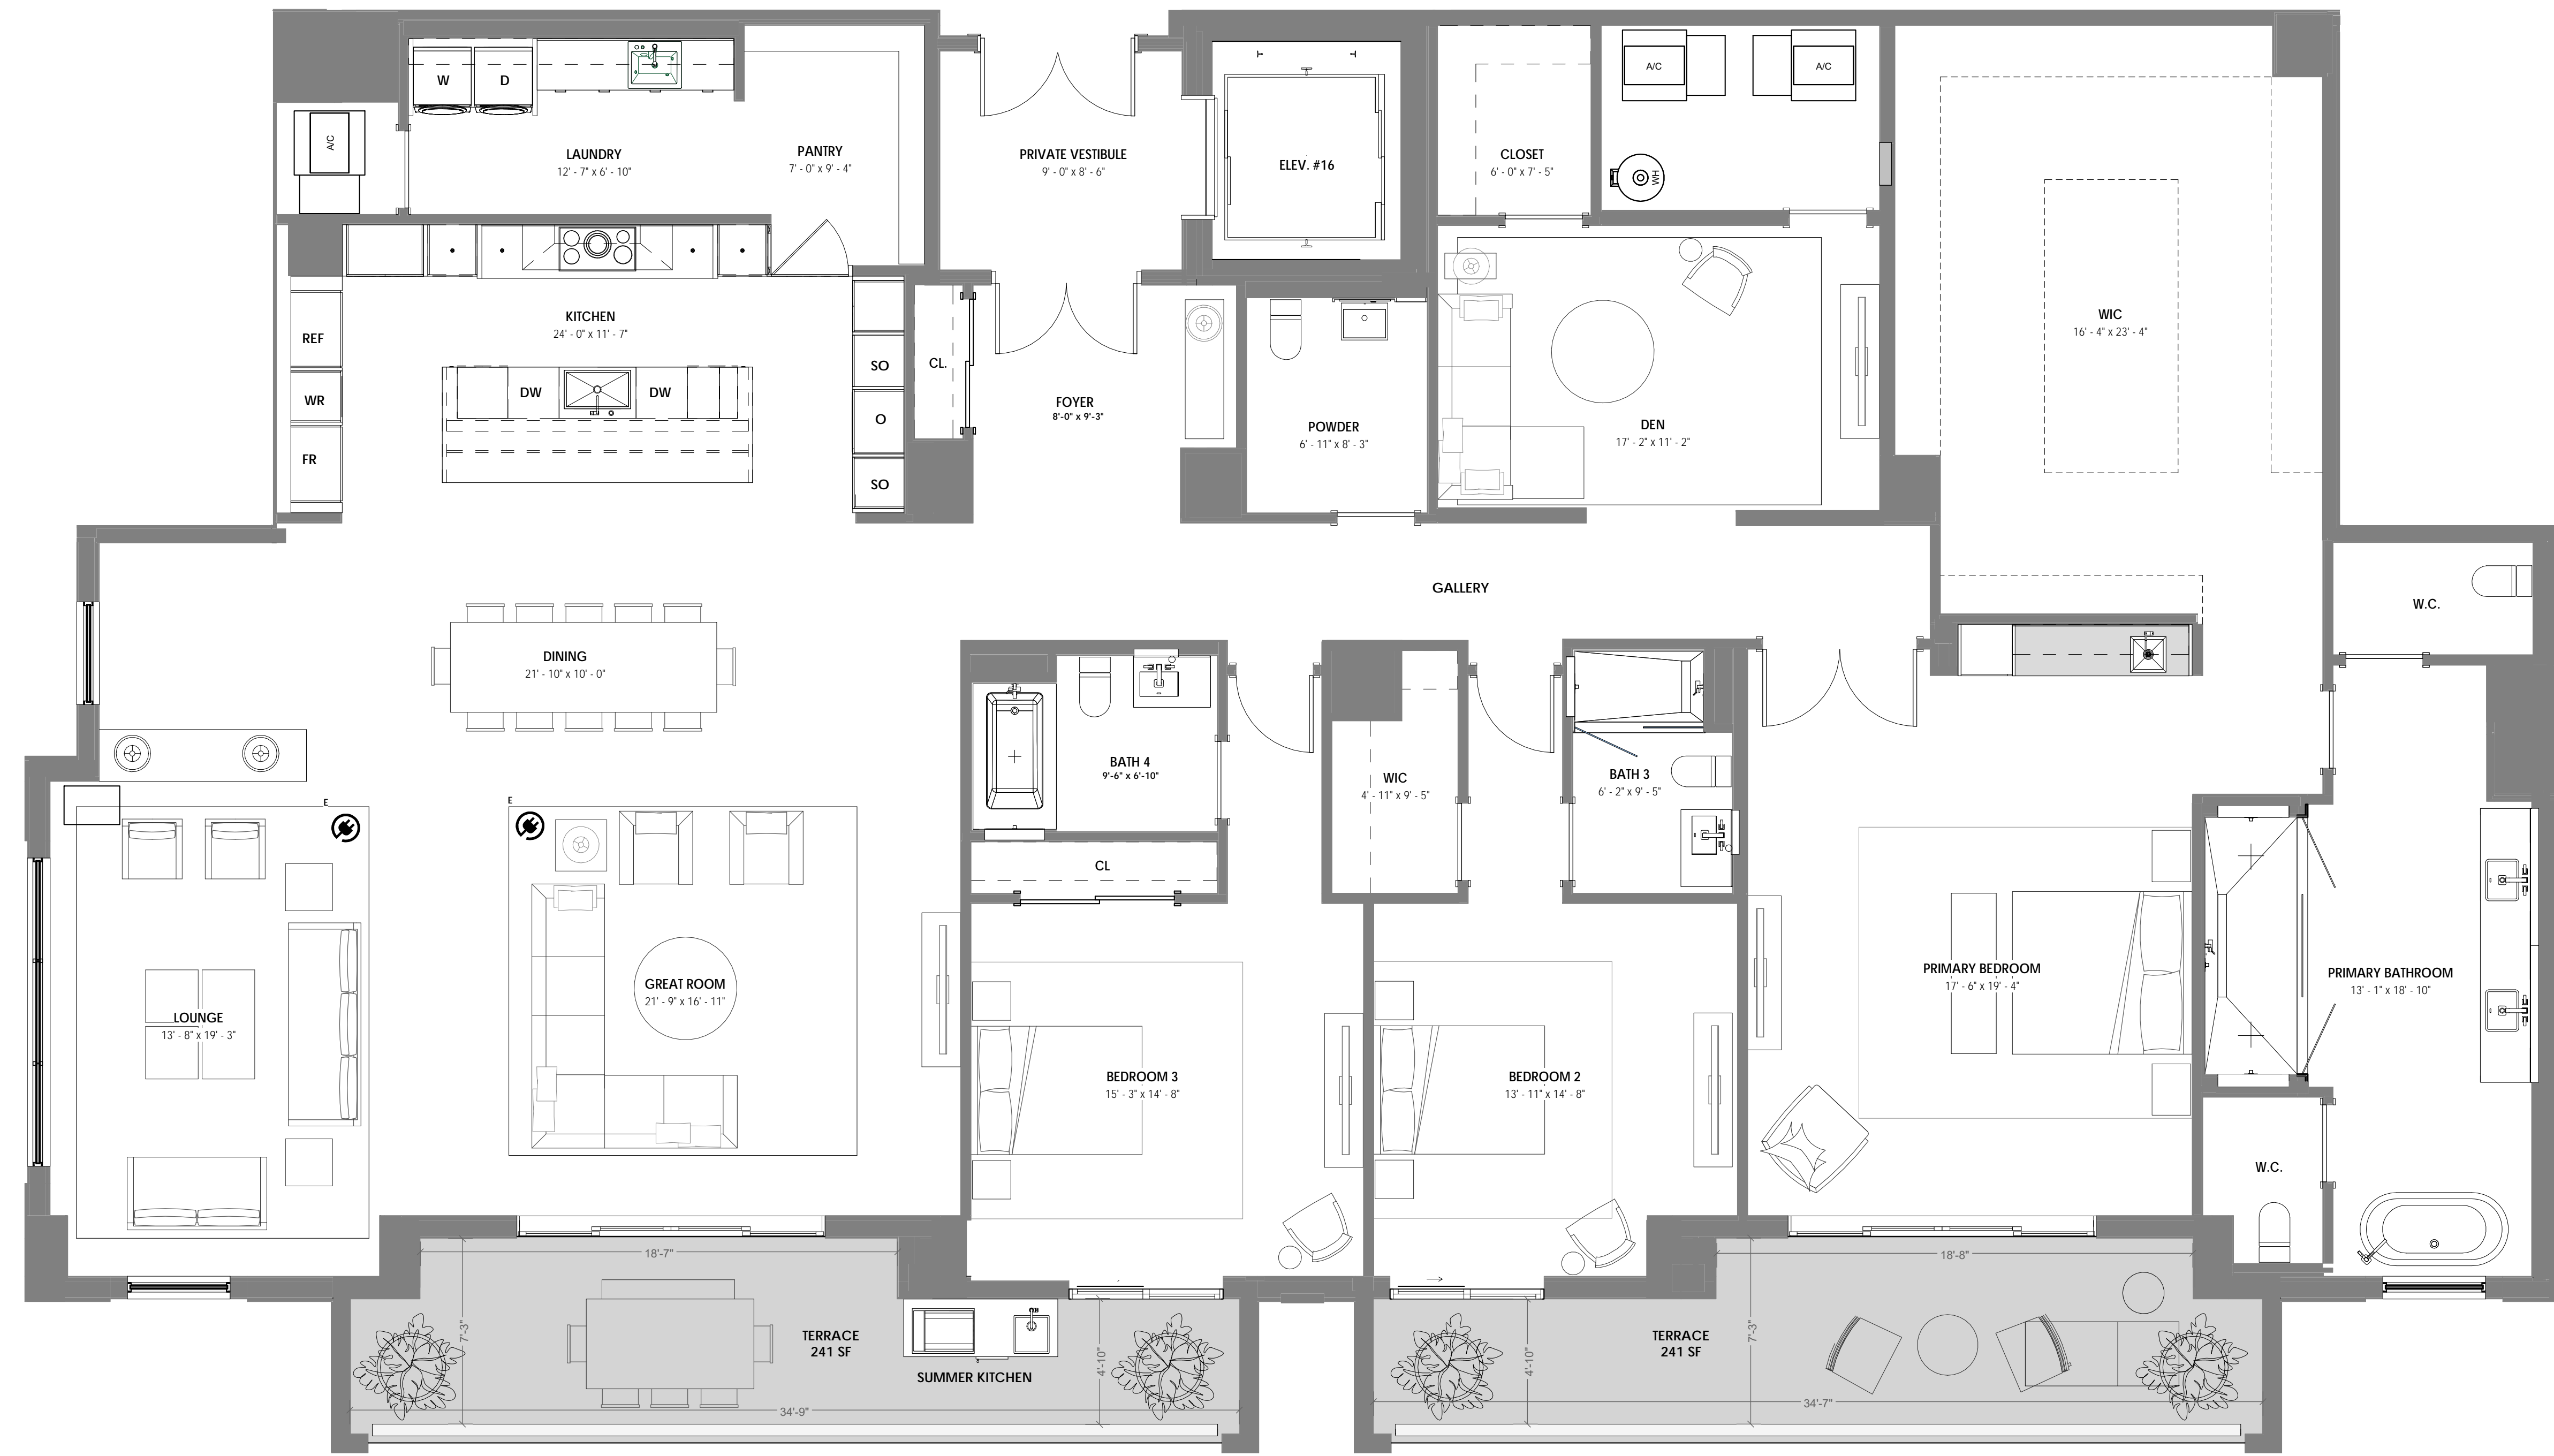 W
D
A/C
LAUNDRY
12' - 7" x 6' - 10"
PANTRY
7' - 0" x 9' - 4"
PRIVATE VESTIBULE
9' - 0" x 8' - 6"
ELEV. #16
CLOSET
6' - 0" x 7' - 5"
A/C
A/C
WH
WIC
16' - 4" x 23' - 4"
KITCHEN
24' - 0" x 11' - 7"
REF
WR
FR
DW
DW
SO
O
SO
CL.
FOYER
8'-0" x 9'-3"
POWDER
6' - 11" x 8' - 3"
DEN
17' - 2" x 11' - 2"
GALLERY
W.C.
DINING
21' - 10" x 10' - 0"
BATH 4
9'-6" x 6'-10"
CL
WIC
4' - 11" x 9' - 5"
BATH 3
6' - 2" x 9' - 5"
E
E
LOUNGE
13' - 8" x 19' - 3"
GREAT ROOM
21' - 9" x 16' - 11"
BEDROOM 3
15' - 3" x 14' - 8"
BEDROOM 2
13' - 11" x 14' - 8"
PRIMARY BEDROOM
17' - 6" x 19' - 4"
PRIMARY BATHROOM
13' - 1" x 18' - 10"
W.C.
18'-7"
7'-3"
TERRACE
241 SF
SUMMER KITCHEN
4'-10"
34'-9"
18'-8"
4'-10"
TERRACE
241 SF
7'-3"
34'-7"